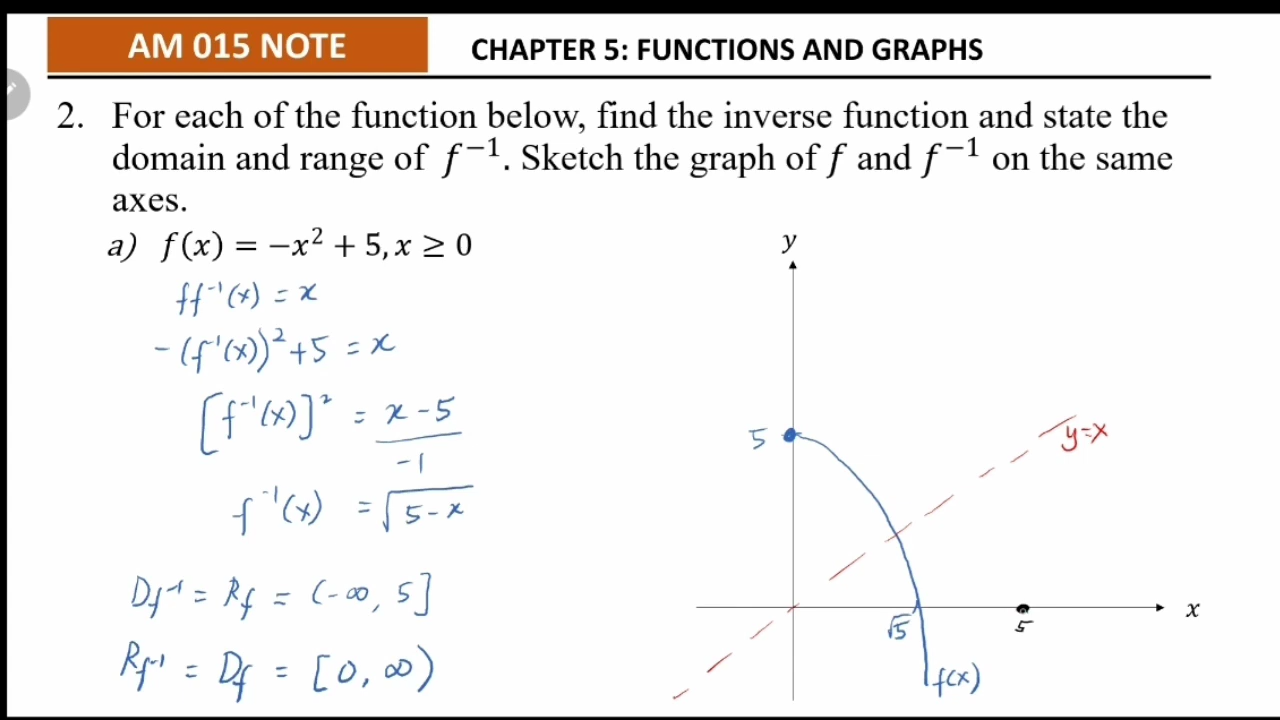 AM 015 NOTE
CHAPTER 5: FUNCTIONS AND GRAPHS
2. For each of the function below, find the inverse function and state the
domain and range of f⁻¹. Sketch the graph of f and f⁻¹ on the same
axes.
a) f(x) = −x² + 5, x ≥ 0
ff⁻¹(x) = x
−(f⁻¹(x))² + 5 = x
[f⁻¹(x)]² = x − 5
−1
f⁻¹(x) = √5 − x
Df⁻¹ = Rf = (−∞, 5]
Rf⁻¹ = Df = [0, ∞)
y
5
y=x
√5
5
x
f(x)